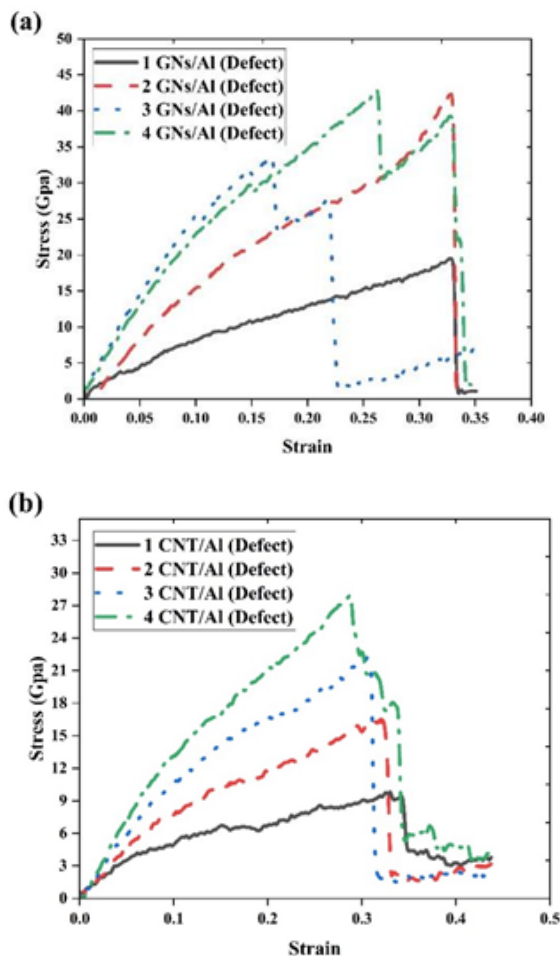 (a)
50
45
40
35
30
25
20
15
10
5
0
Stress (Gpa)
1 GNs/Al (Defect)
2 GNs/Al (Defect)
3 GNs/Al (Defect)
4 GNs/Al (Defect)
0.00 0.05 0.10 0.15 0.20 0.25 0.30 0.35 0.40
Strain
(b)
33
30
27
24
21
18
15
12
9
6
3
0
Stress (Gpa)
1 CNT/Al (Defect)
2 CNT/Al (Defect)
3 CNT/Al (Defect)
4 CNT/Al (Defect)
0.0 0.1 0.2 0.3 0.4 0.5
Strain